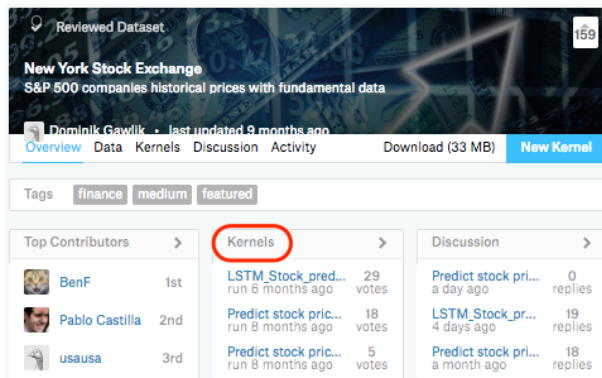 Reviewed Dataset
159
New York Stock Exchange
S&P 500 companies historical prices with fundamental data
Dominik Gawlik • last updated 9 months ago
Overview Data Kernels Discussion Activity Download (33 MB) New Kernel
Tags finance medium featured
Top Contributors >
BenF 1st
Pablo Castilla 2nd
usausa 3rd
Kernels >
LSTM_Stock_pred... 29
run 6 months ago votes
Predict stock pric... 18
run 8 months ago votes
Predict stock pric... 5
run 8 months ago votes
Discussion >
Predict stock pri... 0
a day ago replies
LSTM_Stock_pr... 19
4 days ago replies
Predict stock pri... 18
a month ago replies